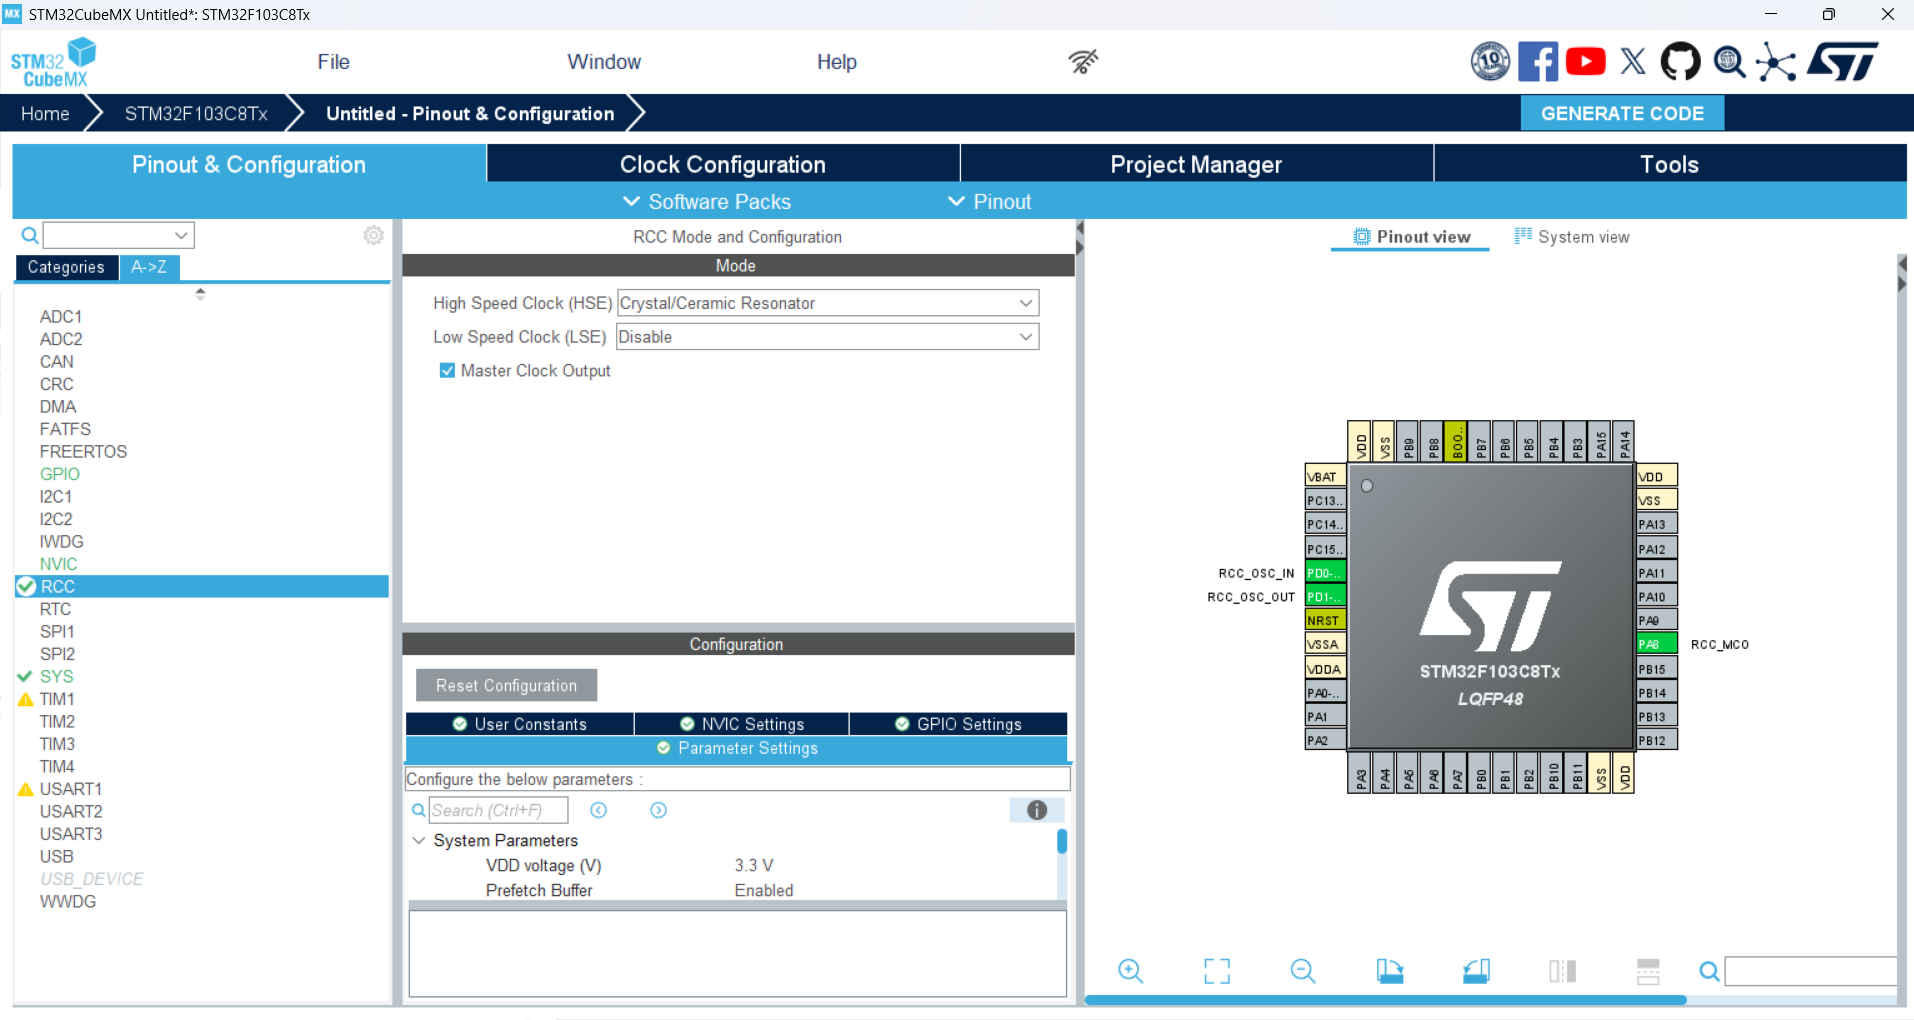 MX STM32CubeMX Untitled*: STM32F103C8Tx
STM32
CubeMX
File
Window
Help
10
Home
STM32F103C8Tx
Untitled - Pinout & Configuration
GENERATE CODE
Pinout & Configuration
Clock Configuration
Project Manager
Tools
Software Packs
Pinout
Categories
A->Z
ADC1
ADC2
CAN
CRC
DMA
FATFS
FREERTOS
GPIO
I2C1
I2C2
IWDG
NVIC
RCC
RTC
SPI1
SPI2
SYS
TIM1
TIM2
TIM3
TIM4
USART1
USART2
USART3
USB
USB_DEVICE
WWDG
RCC Mode and Configuration
Mode
High Speed Clock (HSE) Crystal/Ceramic Resonator
Low Speed Clock (LSE) Disable
Master Clock Output
Configuration
Reset Configuration
User Constants
NVIC Settings
GPIO Settings
Parameter Settings
Configure the below parameters :
Search (Ctrl+F)
System Parameters
VDD voltage (V) 3.3 V
Prefetch Buffer Enabled
Pinout view
System view
VDD
VSS
PB9
PB8
BOO..
PB7
PB6
PB5
PB4
PB3
PA15
PA14
VBAT
PC13..
PC14..
PC15..
RCC_OSC_IN PD0-..
RCC_OSC_OUT PD1-..
NRST
VSSA
VDDA
PA0-..
PA1
PA2
STM32F103C8Tx
LQFP48
VDD
VSS
PA13
PA12
PA11
PA10
PA9
PA8 RCC_MCO
PB15
PB14
PB13
PB12
PA3
PA4
PA5
PA6
PA7
PB0
PB1
PB2
PB10
PB11
VSS
VDD